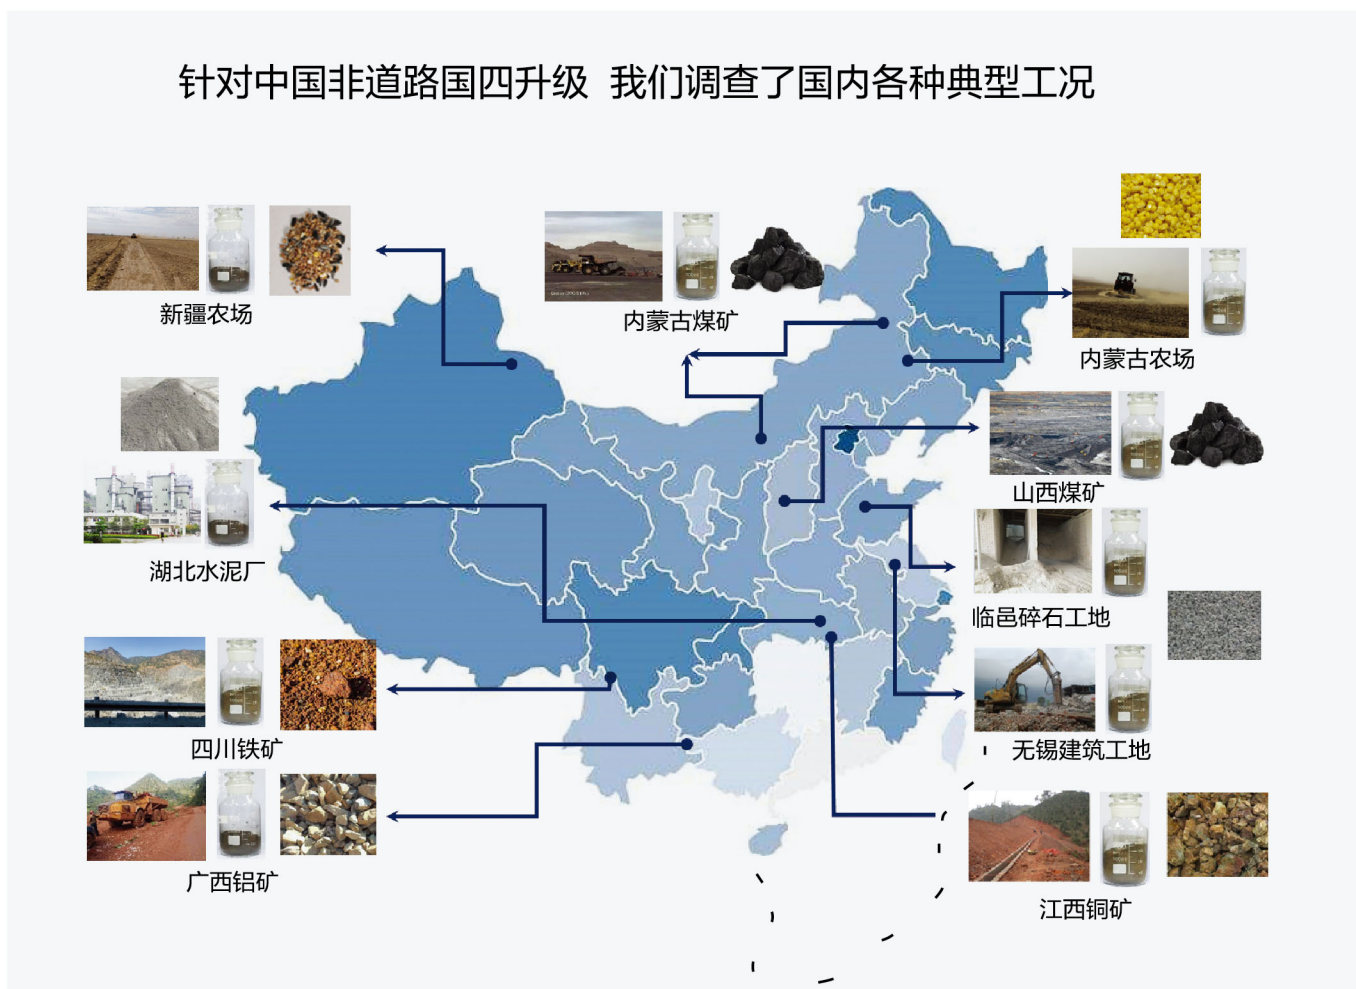 针对中国非道路国四升级 我们调查了国内各种典型工况
新疆农场
内蒙古煤矿
内蒙古农场
山西煤矿
湖北水泥厂
临邑碎石工地
四川铁矿
无锡建筑工地
广西铝矿
江西铜矿